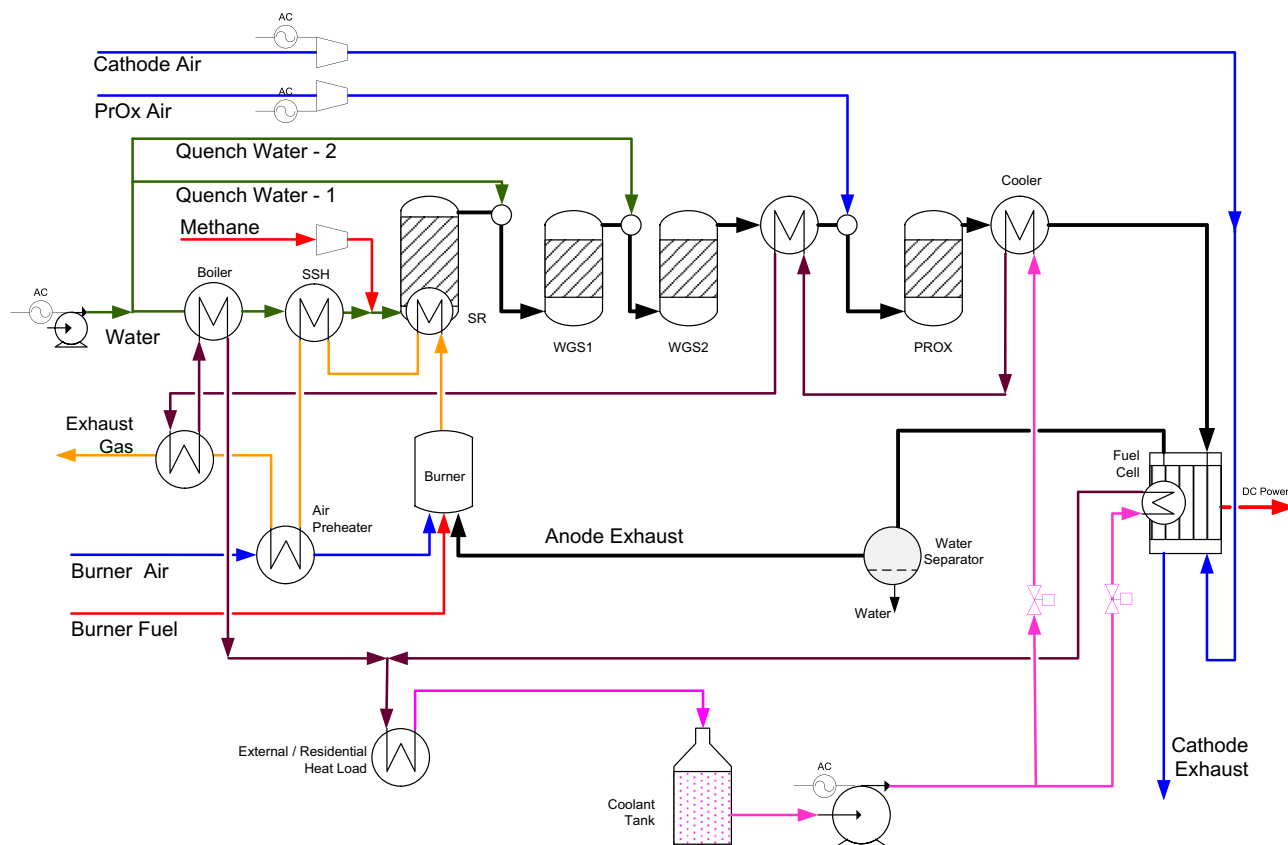 AC
Cathode Air
AC
PrOx Air
Quench Water - 2
Quench Water - 1
Methane
Cooler
Boiler
SSH
AC
Water
SR
WGS1
WGS2
PROX
Exhaust
Gas
Burner
Fuel
Cell
DC Power
Air
Preheater
Anode Exhaust
Water
Separator
Burner Air
Water
Burner Fuel
External / Residential
Heat Load
Cathode
Exhaust
AC
Coolant
Tank